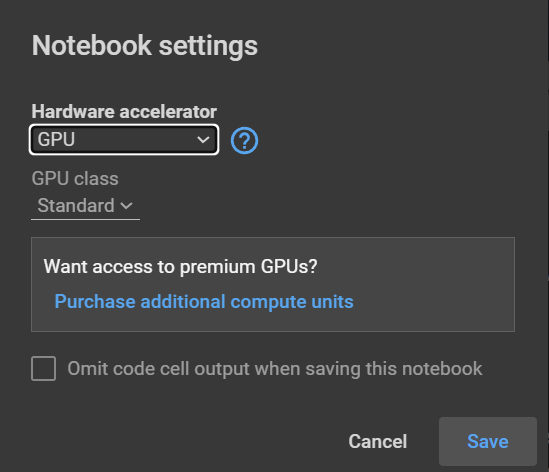 Notebook settings
Hardware accelerator
GPU
?
GPU class
Standard
Want access to premium GPUs?
Purchase additional compute units
Omit code cell output when saving this notebook
Cancel Save